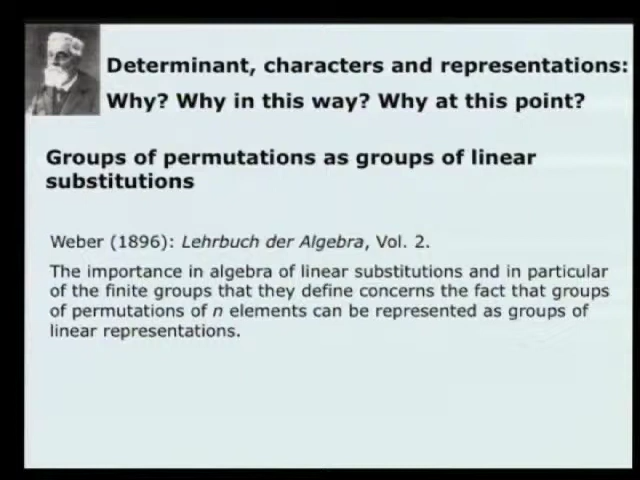 Determinant, characters and representations:
Why? Why in this way? Why at this point?
Groups of permutations as groups of linear
substitutions
Weber (1896): Lehrbuch der Algebra, Vol. 2.
The importance in algebra of linear substitutions and in particular
of the finite groups that they define concerns the fact that groups
of permutations of n elements can be represented as groups of
linear representations.